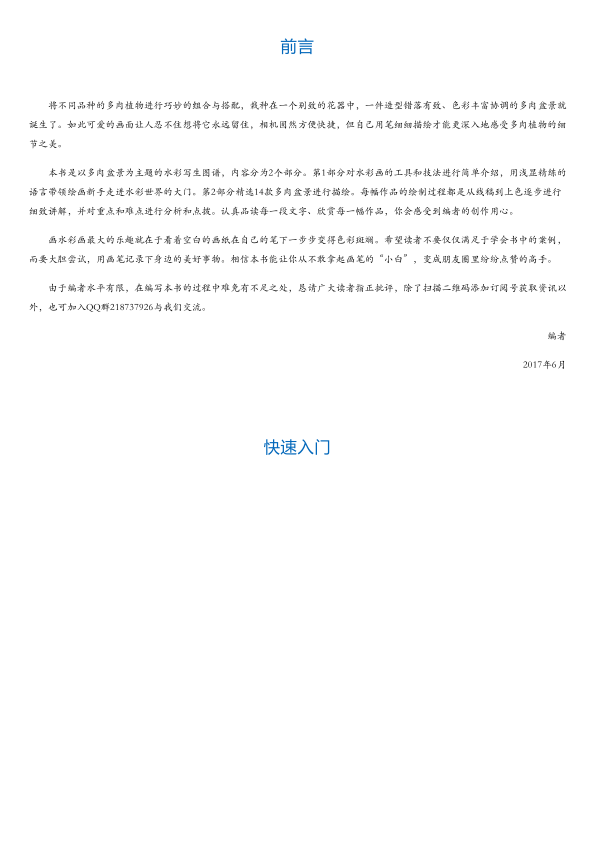 前言
将不同品种的多肉植物进行巧妙的组合与搭配，栽种在一个别致的花器中，一件造型错落有致、色彩丰富协调的多肉盆景就
诞生了。如此可爱的画面让人忍不住想将它永远留住，相机固然方便快捷，但自己用笔细细描绘才能更深入地感受多肉植物的细
节之美。
本书是以多肉盆景为主题的水彩写生图谱，内容分为2个部分。第1部分对水彩画的工具和技法进行简单介绍，用浅显精练的
语言带领绘画新手走进水彩世界的大门。第2部分精选14款多肉盆景进行描绘。每幅作品的绘制过程都是从线稿到上色逐步进行
细致讲解，并对重点和难点进行分析和点拨。认真品读每一段文字、欣赏每一幅作品，你会感受到编者的创作用心。
画水彩画最大的乐趣就在于看着空白的画纸在自己的笔下一步步变得色彩斑斓。希望读者不要仅仅满足于学会书中的案例，
而要大胆尝试，用画笔记录下身边的美好事物。相信本书能让你从不敢拿起画笔的“小白”，变成朋友圈里纷纷点赞的高手。
由于编者水平有限，在编写本书的过程中难免有不足之处，恳请广大读者指正批评，除了扫描二维码添加订阅号获取资讯以
外，也可加入QQ群218737926与我们交流。
编者
2017年6月
快速入门